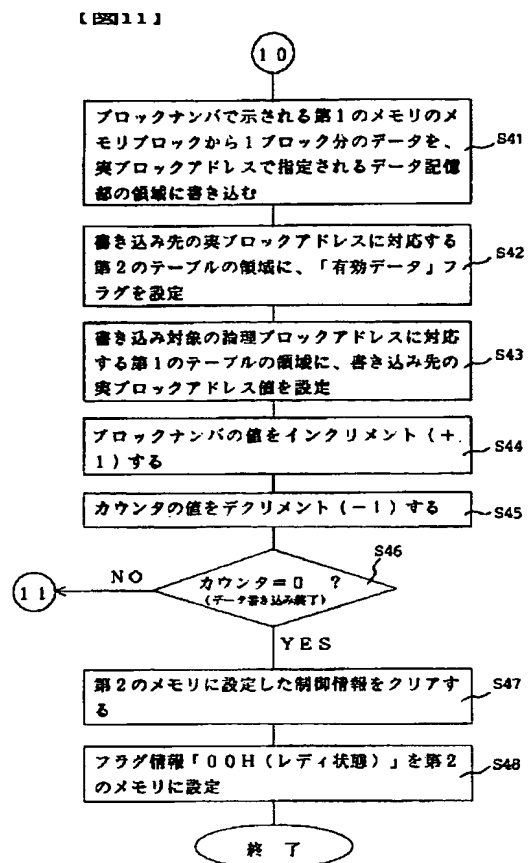 【図11】
10
ブロックナンバで示される第1のメモリのメ
モリブロックから1ブロック分のデータを、
実ブロックアドレスで指定されるデータ記憶
部の領域に書き込む
S41
書き込み先の実ブロックアドレスに対応する
第2のテーブルの領域に、「有効データ」フ
ラグを設定
S42
書き込み対象の論理ブロックアドレスに対応
する第1のテーブルの領域に、書き込み先の
実ブロックアドレス値を設定
S43
ブロックナンバの値をインクリメント(+
1)する
S44
カウンタの値をデクリメント(-1)する
S45
S46
カウンタ=0 ?
(データ書き込み終了)
NO
11
YES
第2のメモリに設定した制御情報をクリアす
る
S47
フラグ情報「00H(レディ状態)」を第2
のメモリに設定
S48
終了